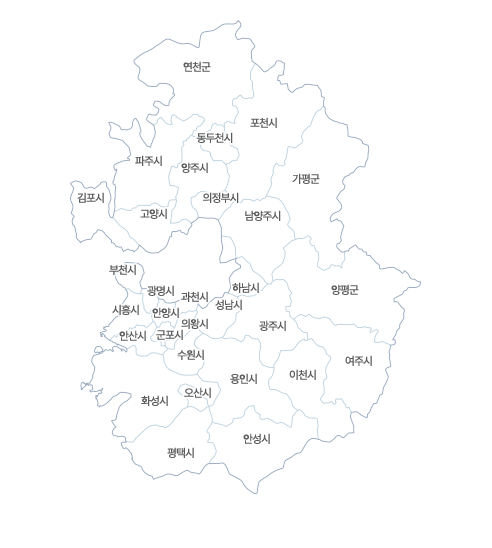 연천군
포천시
동두천시
파주시
양주시
가평군
김포시
의정부시
고양시
남양주시
부천시
광명시
과천시
하남시
양평군
시흥시
안양시
성남시
의왕시
광주시
안산시
군포시
수원시
여주시
용인시
이천시
화성시
오산시
안성시
평택시